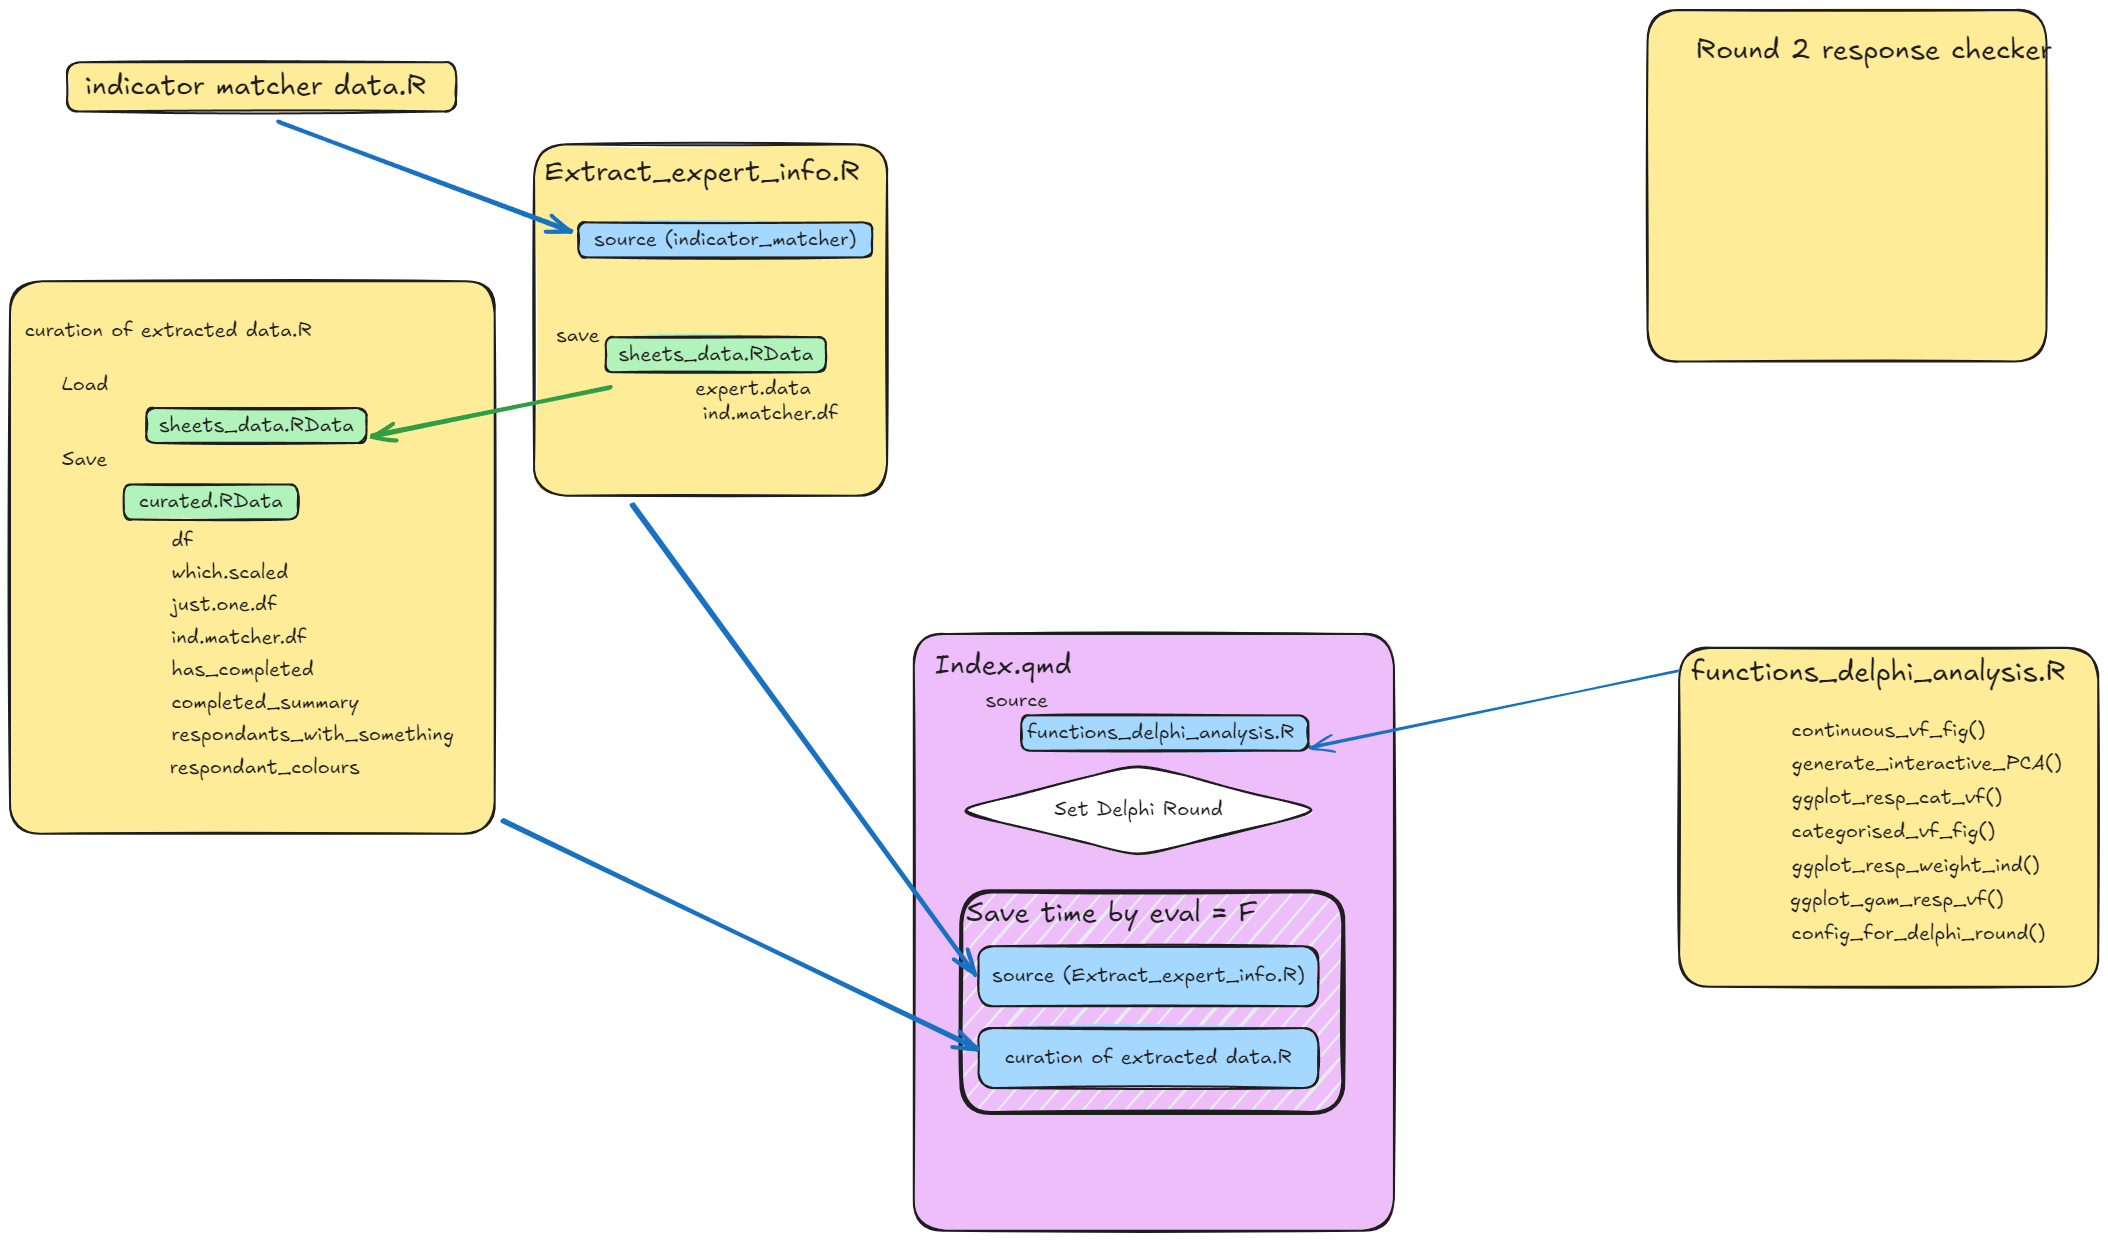 Round 2 response checker
indicator matcher data.R
Extract_expert_info.R
source (indicator_matcher)
save
sheets_data.RData
expert.data
ind.matcher.df
curation of extracted data.R
Load
sheets_data.RData
Save
curated.RData
df
which.scaled
just.one.df
ind.matcher.df
has_completed
completed_summary
respondants_with_something
respondant_colours
Index.qmd
source
functions_delphi_analysis.R
Set Delphi Round
Save time by eval = F
source (Extract_expert_info.R)
curation of extracted data.R
functions_delphi_analysis.R
continuous_vf_fig()
generate_interactive_PCA()
ggplot_resp_cat_vf()
categorised_vf_fig()
ggplot_resp_weight_ind()
ggplot_gam_resp_vf()
config_for_delphi_round()